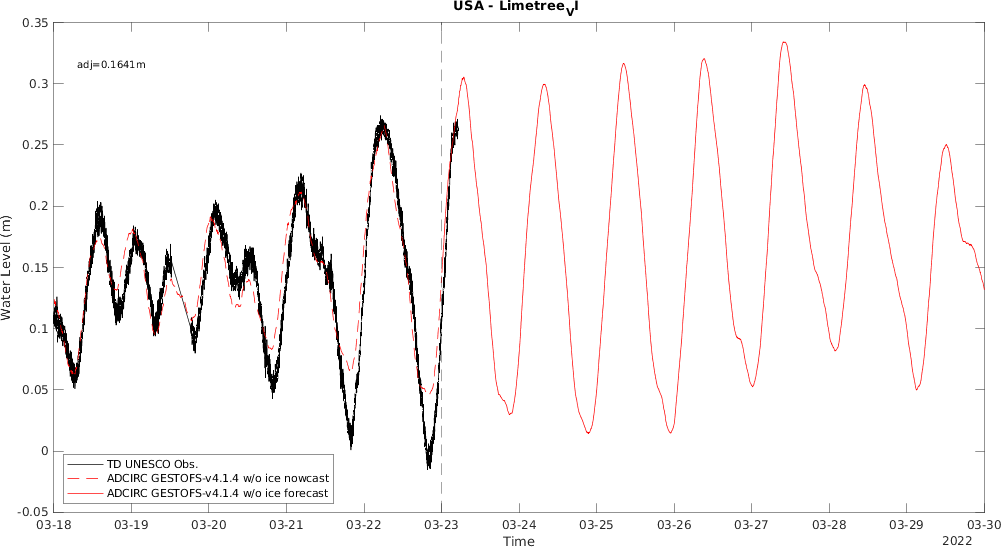 USA - Limetree_VI
adj=0.1641m
0.35
0.3
0.25
0.2
0.15
0.1
0.05
0
-0.05
Water Level (m)
TD UNESCO Obs.
ADCIRC GESTOFS-v4.1.4 w/o ice nowcast
ADCIRC GESTOFS-v4.1.4 w/o ice forecast
03-18 03-19 03-20 03-21 03-22 03-23 03-24 03-25 03-26 03-27 03-28 03-29 03-30
Time
2022